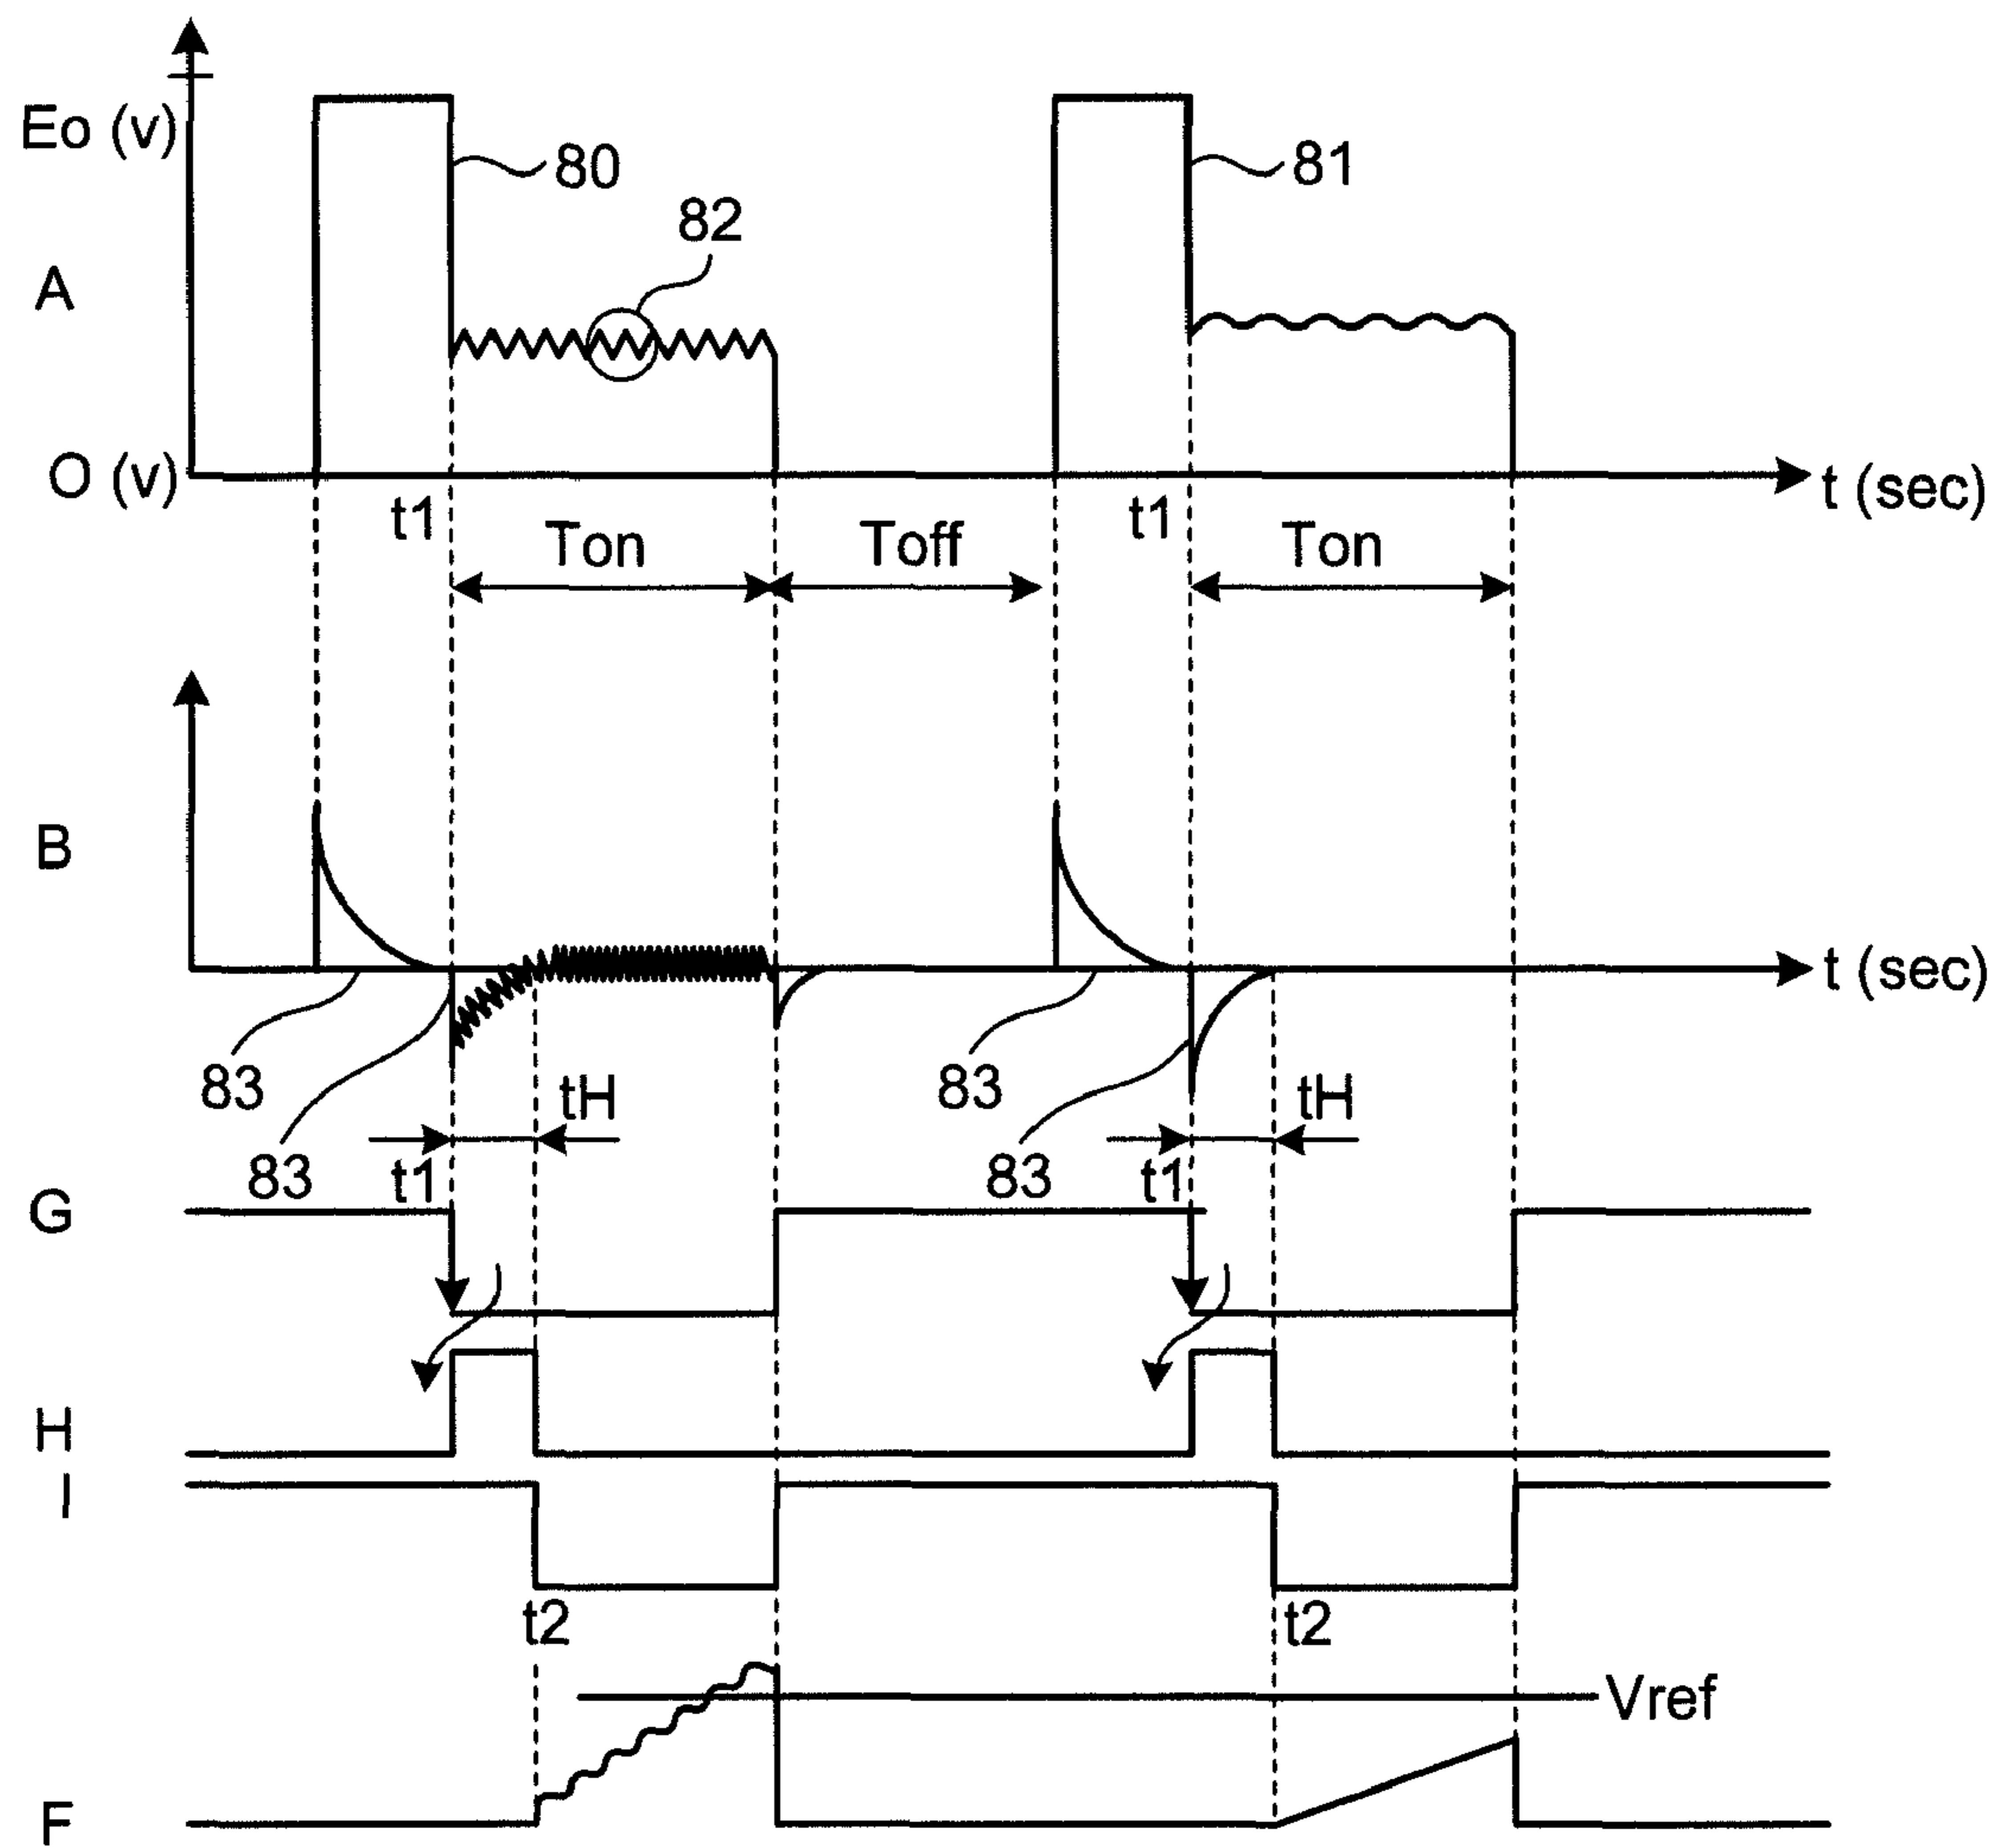 Eo (v)
80
81
82
A
O (v)
t (sec)
t1
t1
Ton
Toff
Ton
B
t (sec)
83
83
tH
83
83
tH
t1
t1
G
H
I
t2
t2
Vref
F